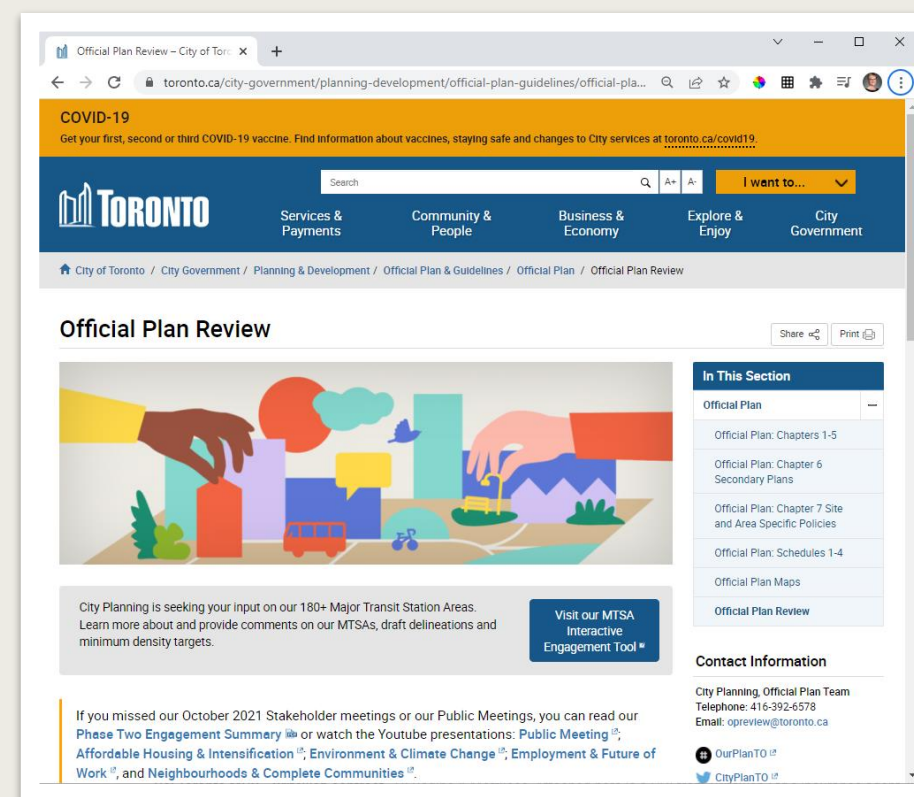 Official Plan Review – City of Toro
toronto.ca/city-government/planning-development/official-plan-guidelines/official-pla...
COVID-19
Get your first, second or third COVID-19 vaccine. Find information about vaccines, staying safe and changes to City services at toronto.ca/covid19.
Search
A+ A-
I want to...
TORONTO
Services & Payments
Community & People
Business & Economy
Explore & Enjoy
City Government
City of Toronto / City Government / Planning & Development / Official Plan & Guidelines / Official Plan / Official Plan Review
Official Plan Review
Share
Print
In This Section
Official Plan
Official Plan: Chapters 1-5
Official Plan: Chapter 6
Secondary Plans
Official Plan: Chapter 7 Site
and Area Specific Policies
Official Plan: Schedules 1-4
Official Plan Maps
Official Plan Review
City Planning is seeking your input on our 180+ Major Transit Station Areas.
Learn more about and provide comments on our MTSAs, draft delineations and
minimum density targets.
Visit our MTSA
Interactive
Engagement Tool
Contact Information
City Planning, Official Plan Team
Telephone: 416-392-6578
Email: opreview@toronto.ca
OurPlanTO
CityPlanTO
If you missed our October 2021 Stakeholder meetings or our Public Meetings, you can read our
Phase Two Engagement Summary or watch the Youtube presentations: Public Meeting;
Affordable Housing & Intensification; Environment & Climate Change; Employment & Future of
Work, and Neighbourhoods & Complete Communities.